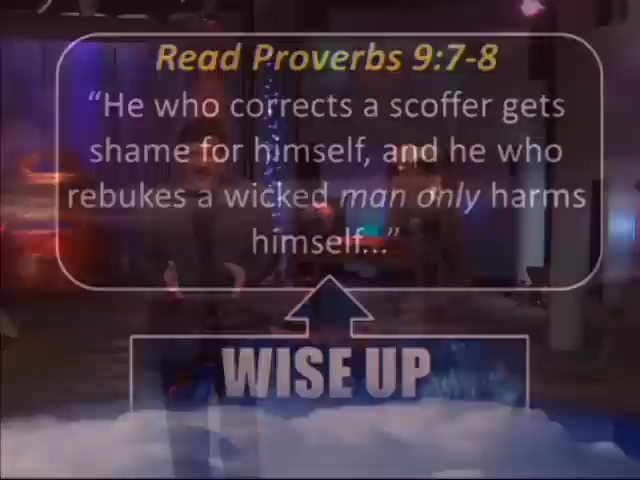 Read Proverbs 9:7-8
“He who corrects a scoffer gets
shame for himself, and he who
rebukes a wicked man only harms
himself...”
WISE UP